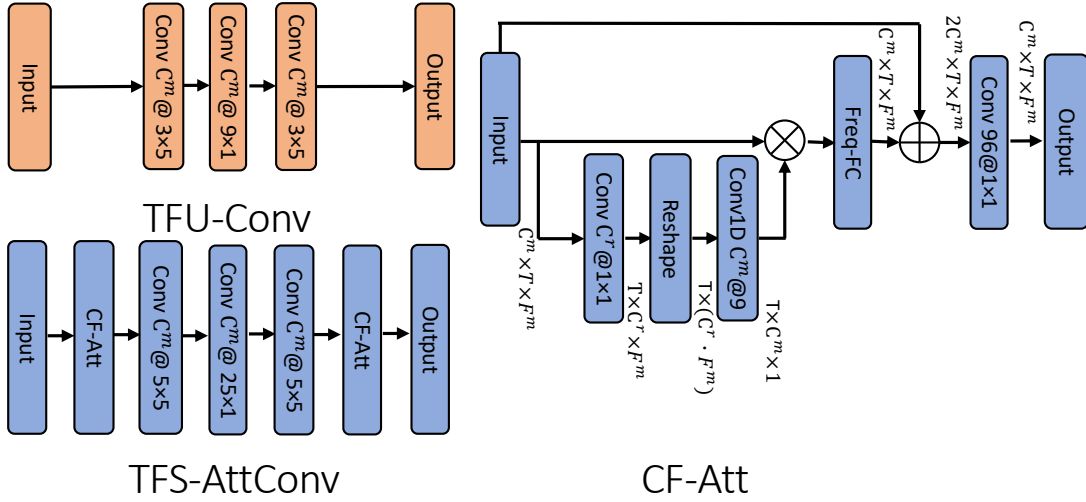 Input
Conv C^m@ 3×5
Conv C^m@ 9×1
Conv C^m@ 3×5
Output
TFU-Conv
Input
CF-Att
Conv C^m@ 5×5
Conv C^m@ 25×1
Conv C^m@ 5×5
CF-Att
Output
TFS-AttConv
Input
C^m×T×F^m
Conv C^r@1×1
T×C^r×F^m
Reshape
T×(C^r · F^m)
Conv1D C^m@9
T×C^m×1
Freq-FC
C^m×T×F^m
2C^m×T×F^m
Conv 96@1×1
C^m×T×F^m
Output
CF-Att